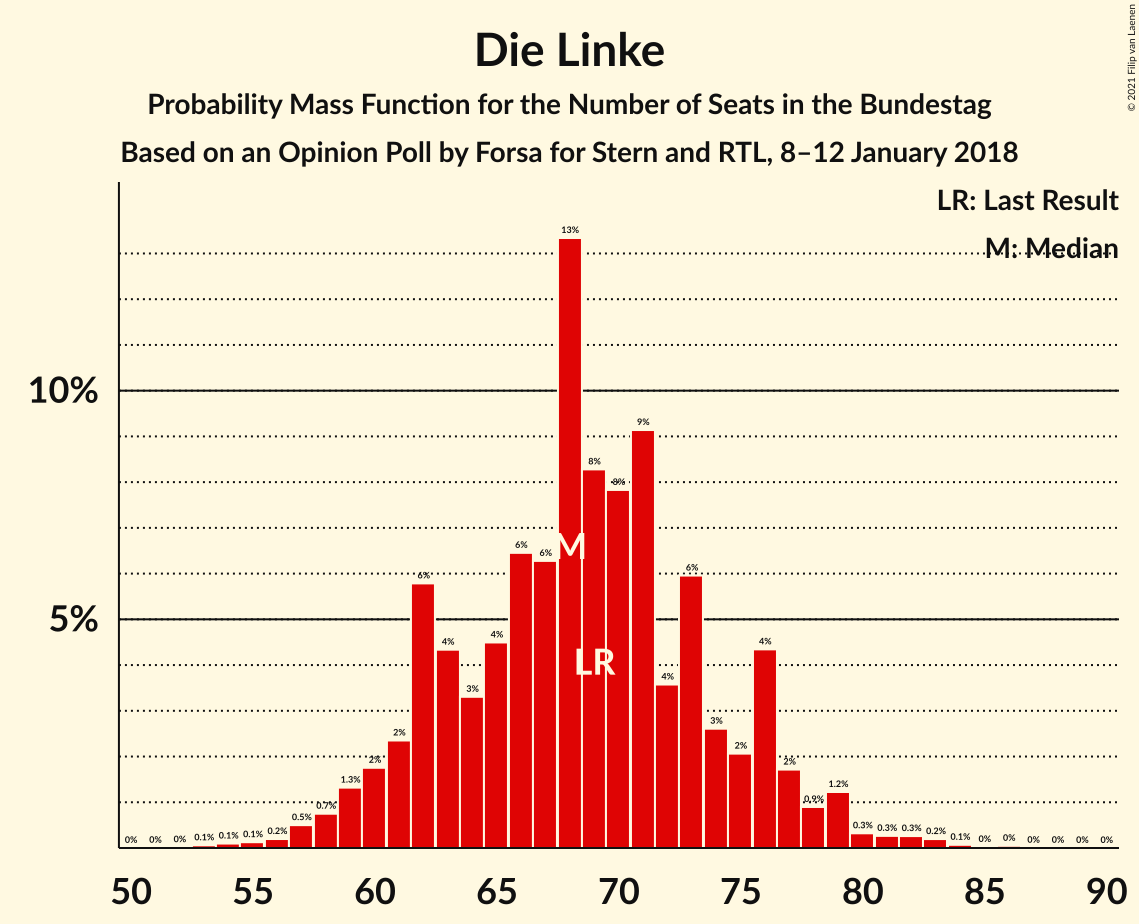 Die Linke
Probability Mass Function for the Number of Seats in the Bundestag
Based on an Opinion Poll by Forsa for Stern and RTL, 8–12 January 2018
© 2021 Filip van Laenen
LR: Last Result
M: Median
10%
5%
0% 0% 0% 0.1% 0.1% 0.1% 0.2% 0.5% 0.7% 1.3% 2% 2% 6% 4% 3% 4% 6% 6% 13% 8% 8% 9% 4% 6% 3% 2% 4% 2% 0.9% 1.2% 0.3% 0.3% 0.3% 0.2% 0.1% 0% 0% 0% 0% 0% 0%
M
LR
50 55 60 65 70 75 80 85 90